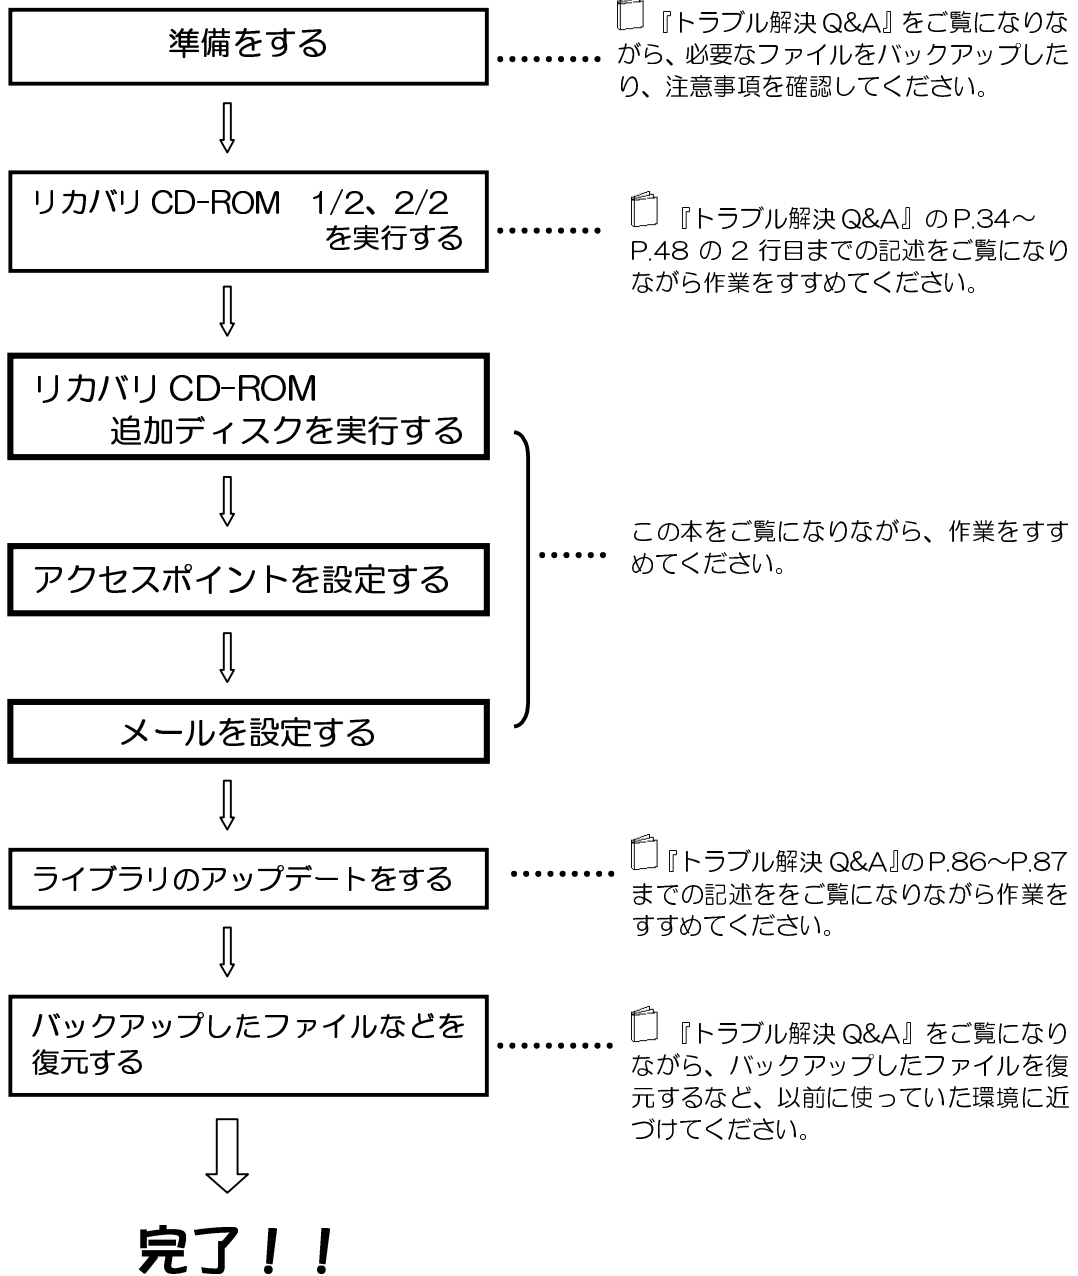 準備をする
『トラブル解決 Q&A』をご覧になりな
がら、必要なファイルをバックアップした
り、注意事項を確認してください。
リカバリ CD-ROM 1/2、2/2
を実行する
『トラブル解決 Q&A』の P.34～
P.48 の 2 行目までの記述をご覧になり
ながら作業をすすめてください。
リカバリ CD-ROM
追加ディスクを実行する
アクセスポイントを設定する
メールを設定する
この本をご覧になりながら、作業をすす
めてください。
ライブラリのアップデートをする
『トラブル解決 Q&A』の P.86～P.87
までの記述ををご覧になりながら作業を
すすめてください。
バックアップしたファイルなどを
復元する
『トラブル解決 Q&A』をご覧になり
ながら、バックアップしたファイルを復
元するなど、以前に使っていた環境に近
づけてください。
完了！！